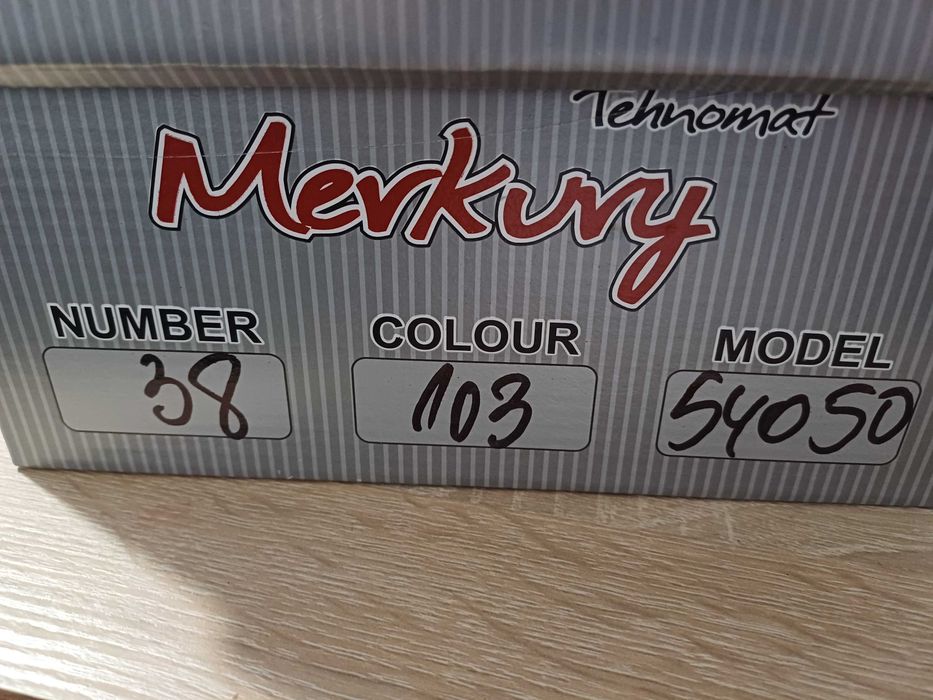 Tehnomat
Merkury
NUMBER COLOUR MODEL
38 103 54050